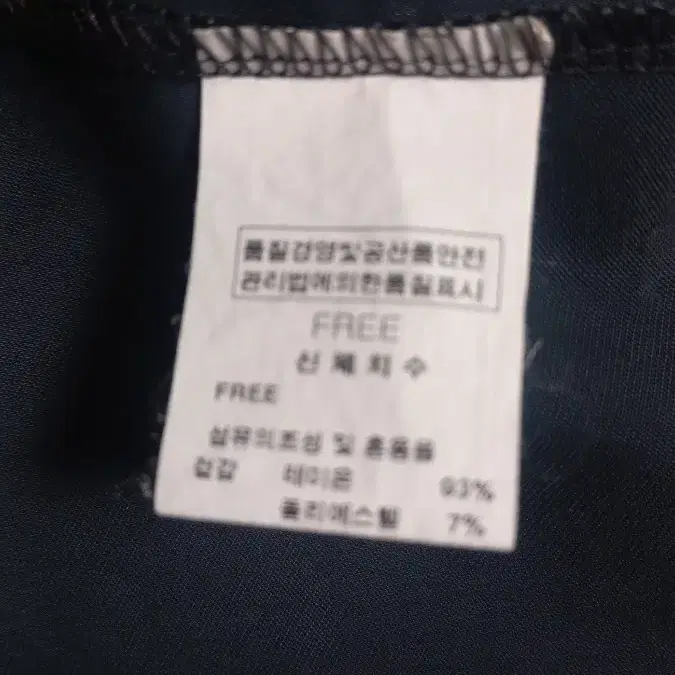 품질경영및공산품안전
관리법에의한품질표시
FREE
신체치수
FREE
섬유의조성 및 혼용율
겉감 레이온 93%
폴리에스텔 7%